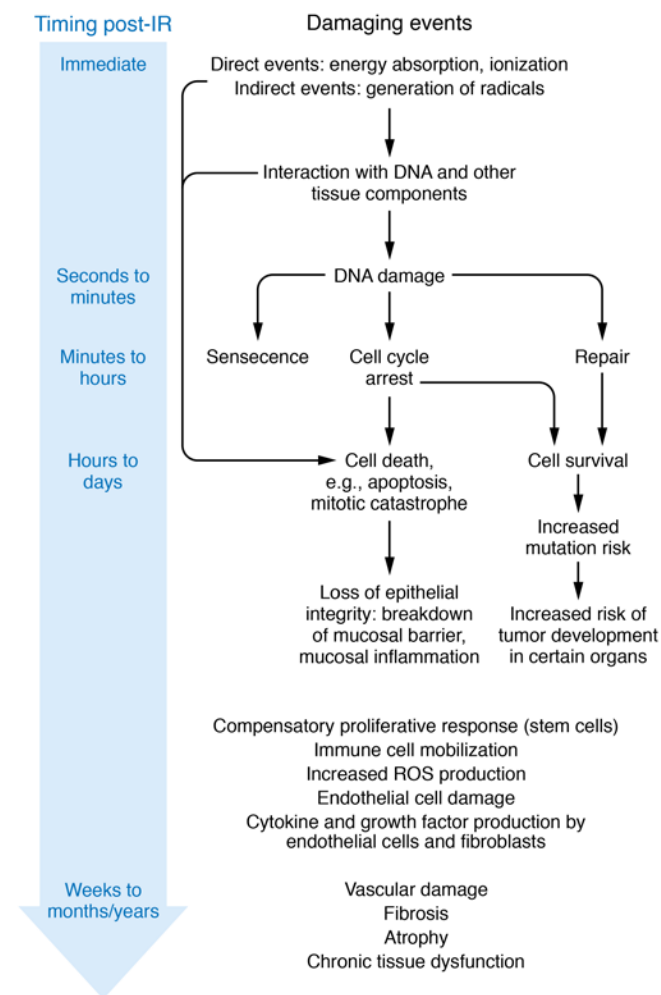 Timing post-IR
Damaging events
Immediate
Direct events: energy absorption, ionization
Indirect events: generation of radicals
Interaction with DNA and other
tissue components
Seconds to
minutes
DNA damage
Minutes to
hours
Sensecence
Cell cycle
arrest
Repair
Hours to
days
Cell death,
e.g., apoptosis,
mitotic catastrophe
Cell survival
Increased
mutation risk
Loss of epithelial
integrity: breakdown
of mucosal barrier,
mucosal inflammation
Increased risk of
tumor development
in certain organs
Compensatory proliferative response (stem cells)
Immune cell mobilization
Increased ROS production
Endothelial cell damage
Cytokine and growth factor production by
endothelial cells and fibroblasts
Weeks to
months/years
Vascular damage
Fibrosis
Atrophy
Chronic tissue dysfunction